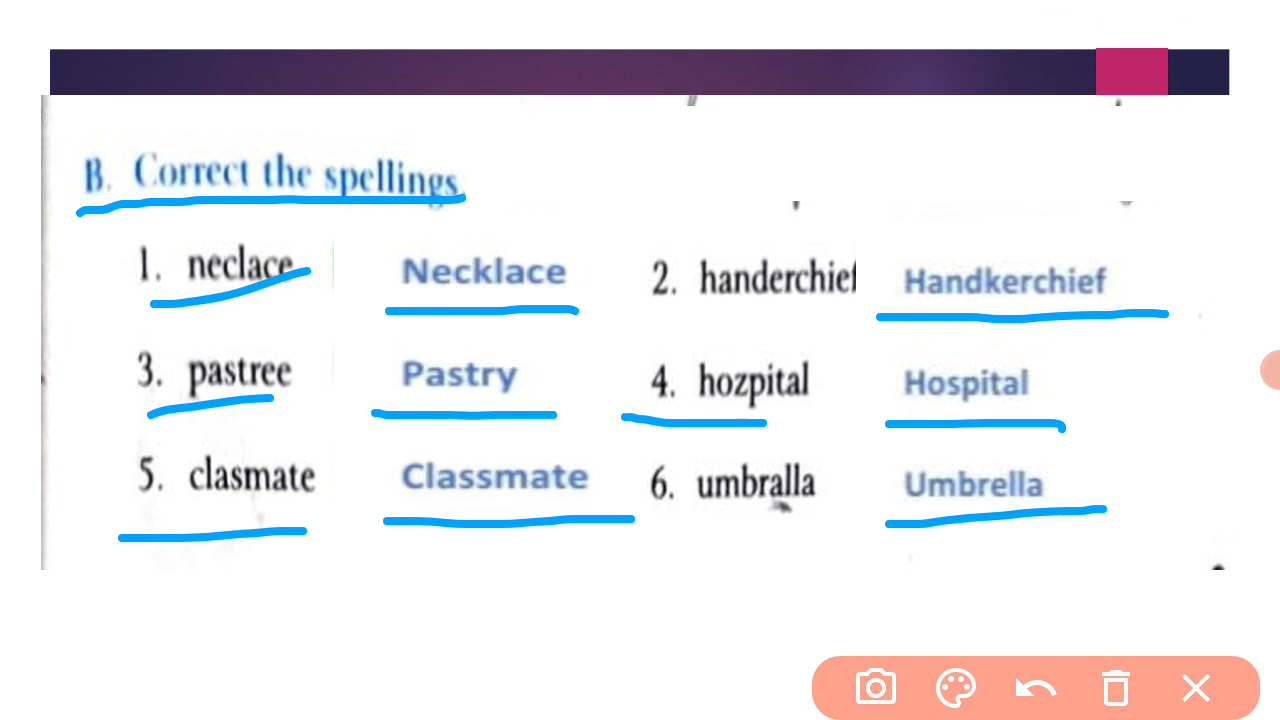 B. Correct the spellings
1. neclace Necklace 2. handerchief Handkerchief
3. pastree Pastry 4. hozpital Hospital
5. clasmate Classmate 6. umbralla Umbrella